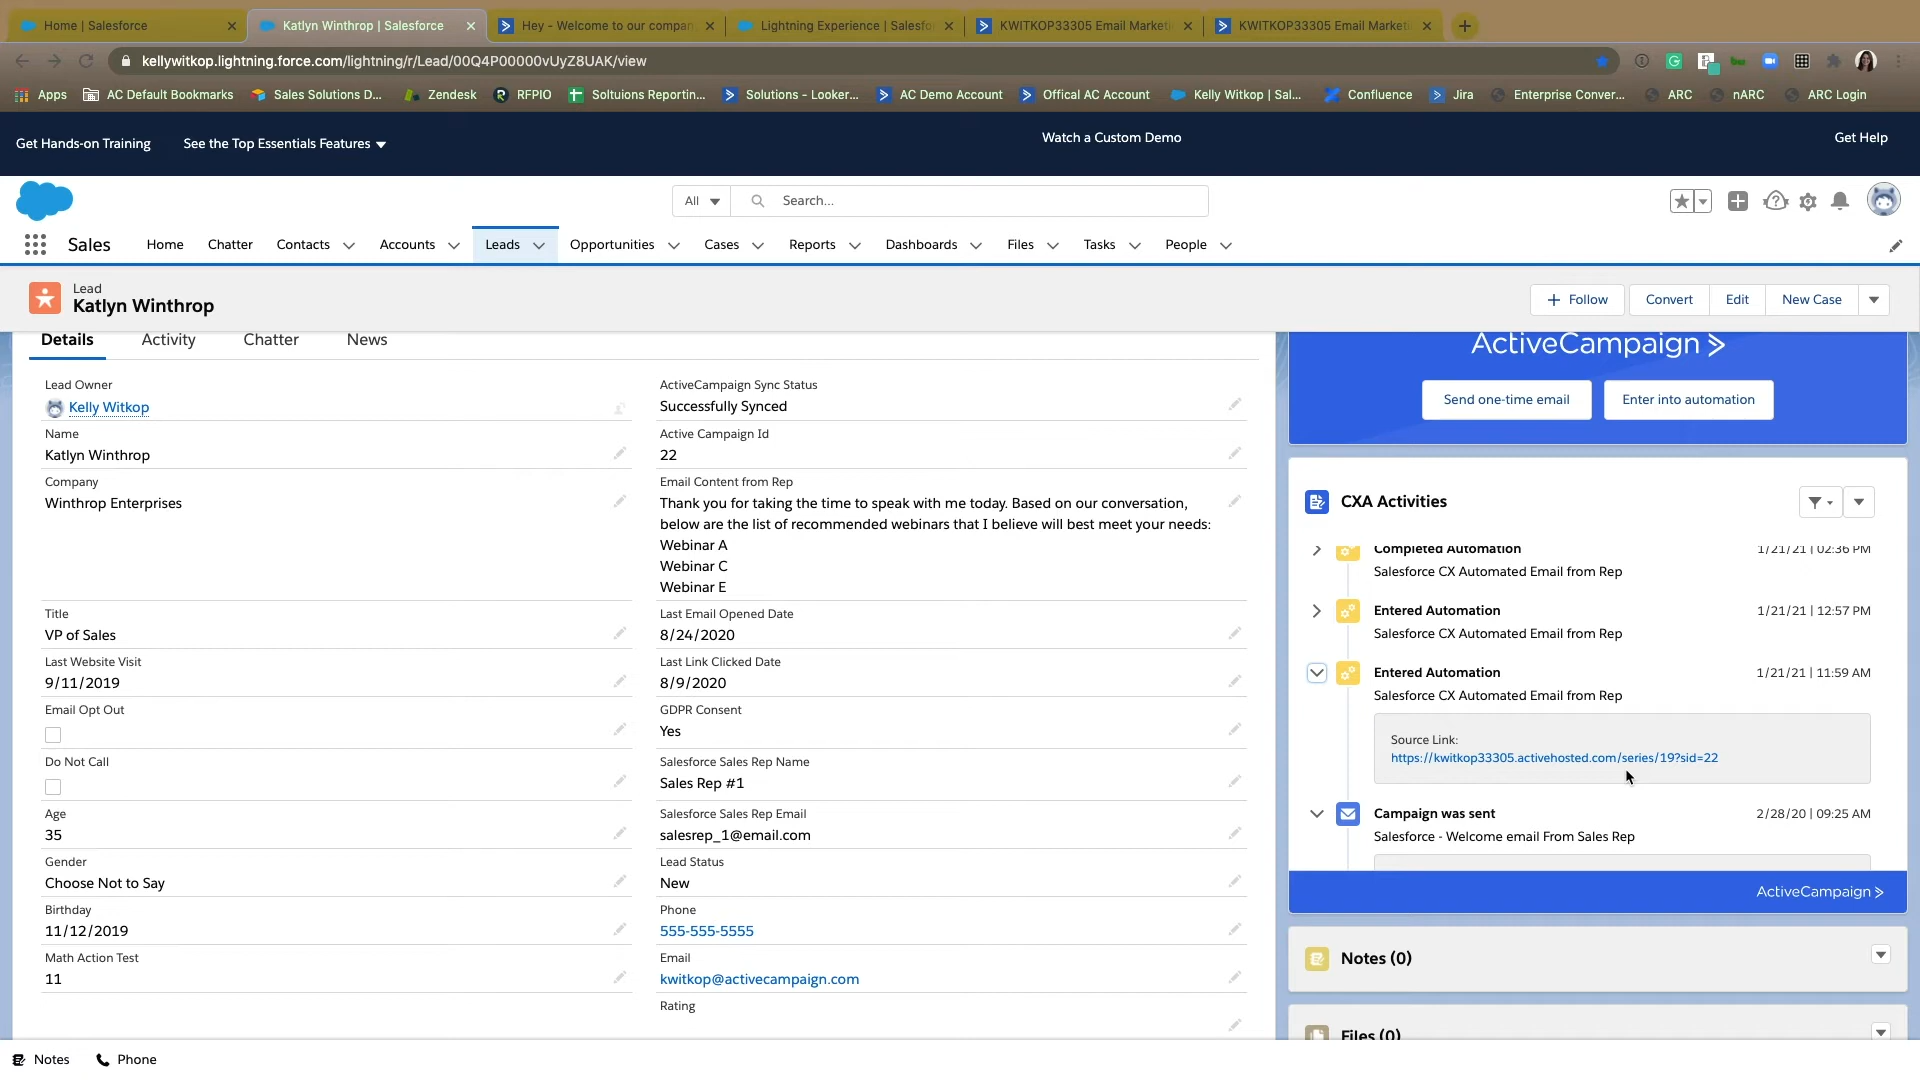 Home | Salesforce
Katlyn Winthrop | Salesforce
Hey - Welcome to our compan
Lightning Experience | Salesfo
KWITKOP33305 Email Marketi
KWITKOP33305 Email Marketi
kellywitkop.lightning.force.com/lightning/r/Lead/00Q4P00000vUyZ8UAK/view
Apps
AC Default Bookmarks
Sales Solutions D...
Zendesk
RFPIO
Soltuions Reportin...
Solutions - Looker...
AC Demo Account
Offical AC Account
Kelly Witkop | Sal...
Confluence
Jira
Enterprise Conver...
ARC
nARC
ARC Login
Get Hands-on Training
See the Top Essentials Features
Watch a Custom Demo
Get Help
All
Search...
Sales
Home
Chatter
Contacts
Accounts
Leads
Opportunities
Cases
Reports
Dashboards
Files
Tasks
People
Lead
Katlyn Winthrop
Follow
Convert
Edit
New Case
Details
Activity
Chatter
News
Lead Owner
Kelly Witkop
Name
Katlyn Winthrop
Company
Winthrop Enterprises
Title
VP of Sales
Last Website Visit
9/11/2019
Email Opt Out
Do Not Call
Age
35
Gender
Choose Not to Say
Birthday
11/12/2019
Math Action Test
11
ActiveCampaign Sync Status
Successfully Synced
Active Campaign Id
22
Email Content from Rep
Thank you for taking the time to speak with me today. Based on our conversation,
below are the list of recommended webinars that I believe will best meet your needs:
Webinar A
Webinar C
Webinar E
Last Email Opened Date
8/24/2020
Last Link Clicked Date
8/9/2020
GDPR Consent
Yes
Salesforce Sales Rep Name
Sales Rep #1
Salesforce Sales Rep Email
salesrep_1@email.com
Lead Status
New
Phone
555-555-5555
Email
kwitkop@activecampaign.com
Rating
ActiveCampaign >
Send one-time email
Enter into automation
CXA Activities
Completed Automation
1/21/21 | 02:36 PM
Salesforce CX Automated Email from Rep
Entered Automation
1/21/21 | 12:57 PM
Salesforce CX Automated Email from Rep
Entered Automation
1/21/21 | 11:59 AM
Salesforce CX Automated Email from Rep
Source Link:
https://kwitkop33305.activehosted.com/series/19?sid=22
Campaign was sent
2/28/20 | 09:25 AM
Salesforce - Welcome email From Sales Rep
ActiveCampaign >
Notes (0)
Files (0)
Notes
Phone